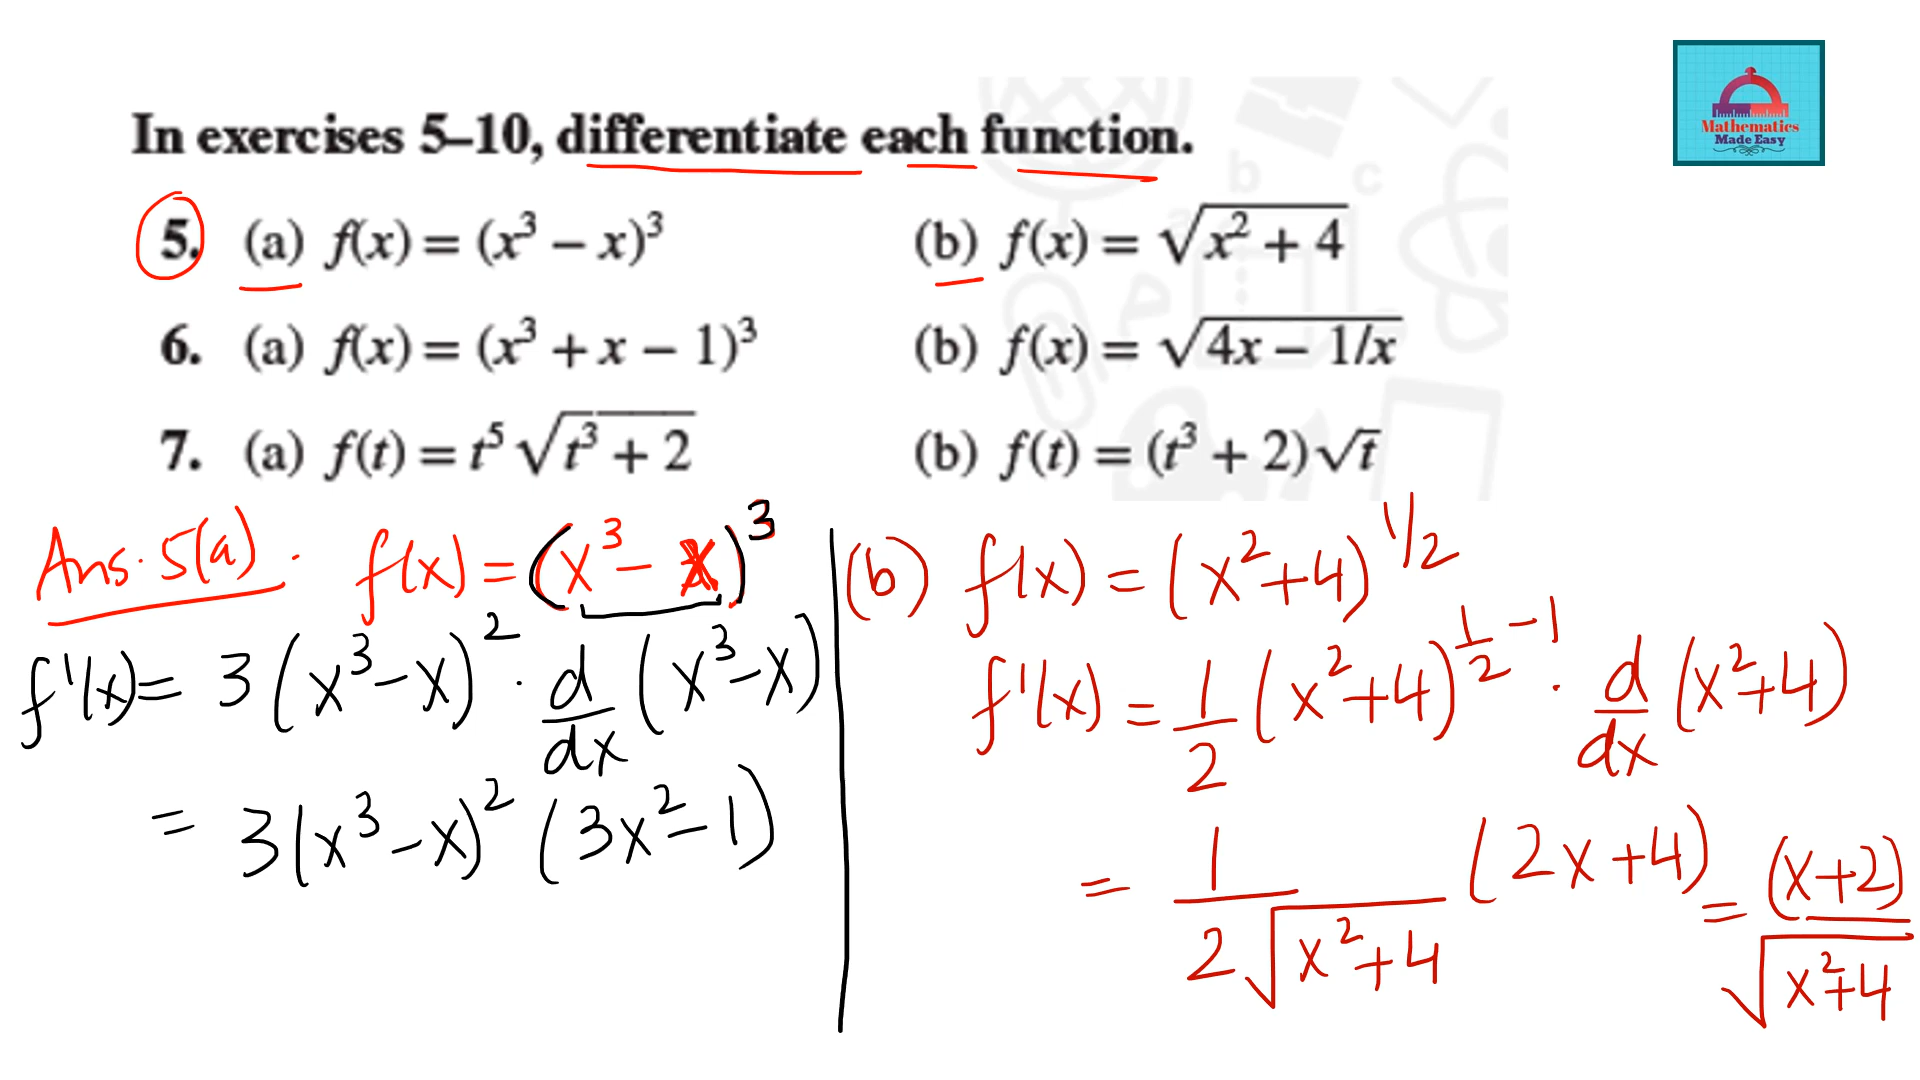 Mathematics
Made Easy
In exercises 5–10, differentiate each function.
5. (a) f(x) = (x³ − x)³ (b) f(x) = √(x² + 4)
6. (a) f(x) = (x³ + x − 1)³ (b) f(x) = √(4x − 1/x)
7. (a) f(t) = t⁵ √(t³ + 2) (b) f(t) = (t³ + 2)√t
Ans. 5(a). f(x) = (x³ − x)³
f'(x) = 3(x³ − x)² · d/dx (x³ − x)
= 3(x³ − x)² (3x² − 1)
(b) f(x) = (x² + 4)^1/2
f'(x) = 1/2 (x² + 4)^(1/2 − 1) · d/dx (x² + 4)
= 1/(2√(x² + 4)) (2x + 4) = (x + 2)/√(x² + 4)
b c